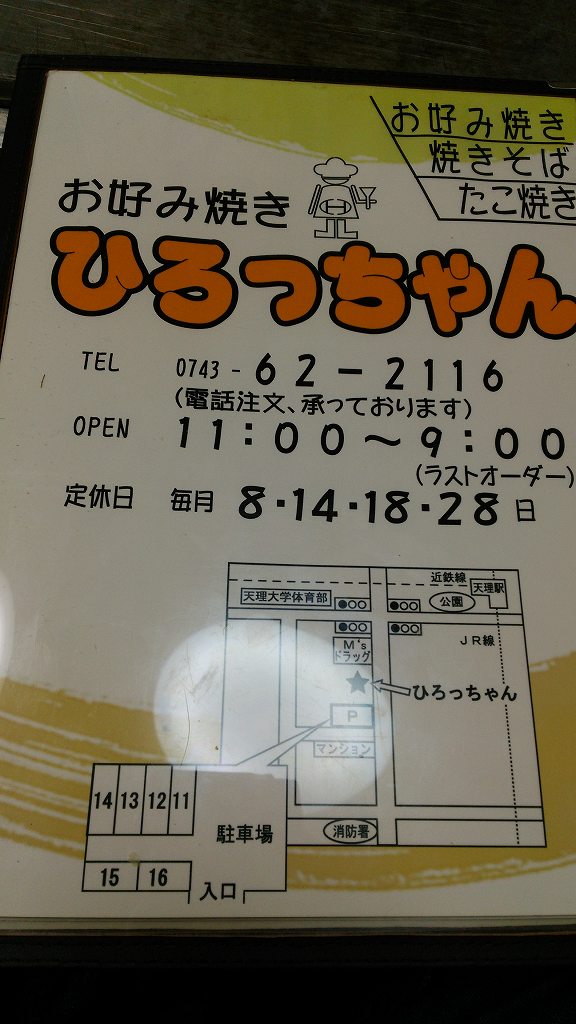 お好み焼き
焼きそば
たこ焼き
お好み焼き
ひろっちゃん
TEL 0743-62-2116
(電話注文、承っております)
OPEN 11:00~9:00
(ラストオーダー)
定休日 毎月 8・14・18・28日
近鉄線
天理駅
天理大学体育部
公園
M's
ドラッグ
JR線
ひろっちゃん
P
マンション
14 13 12 11
駐車場
消防署
15 16
入口